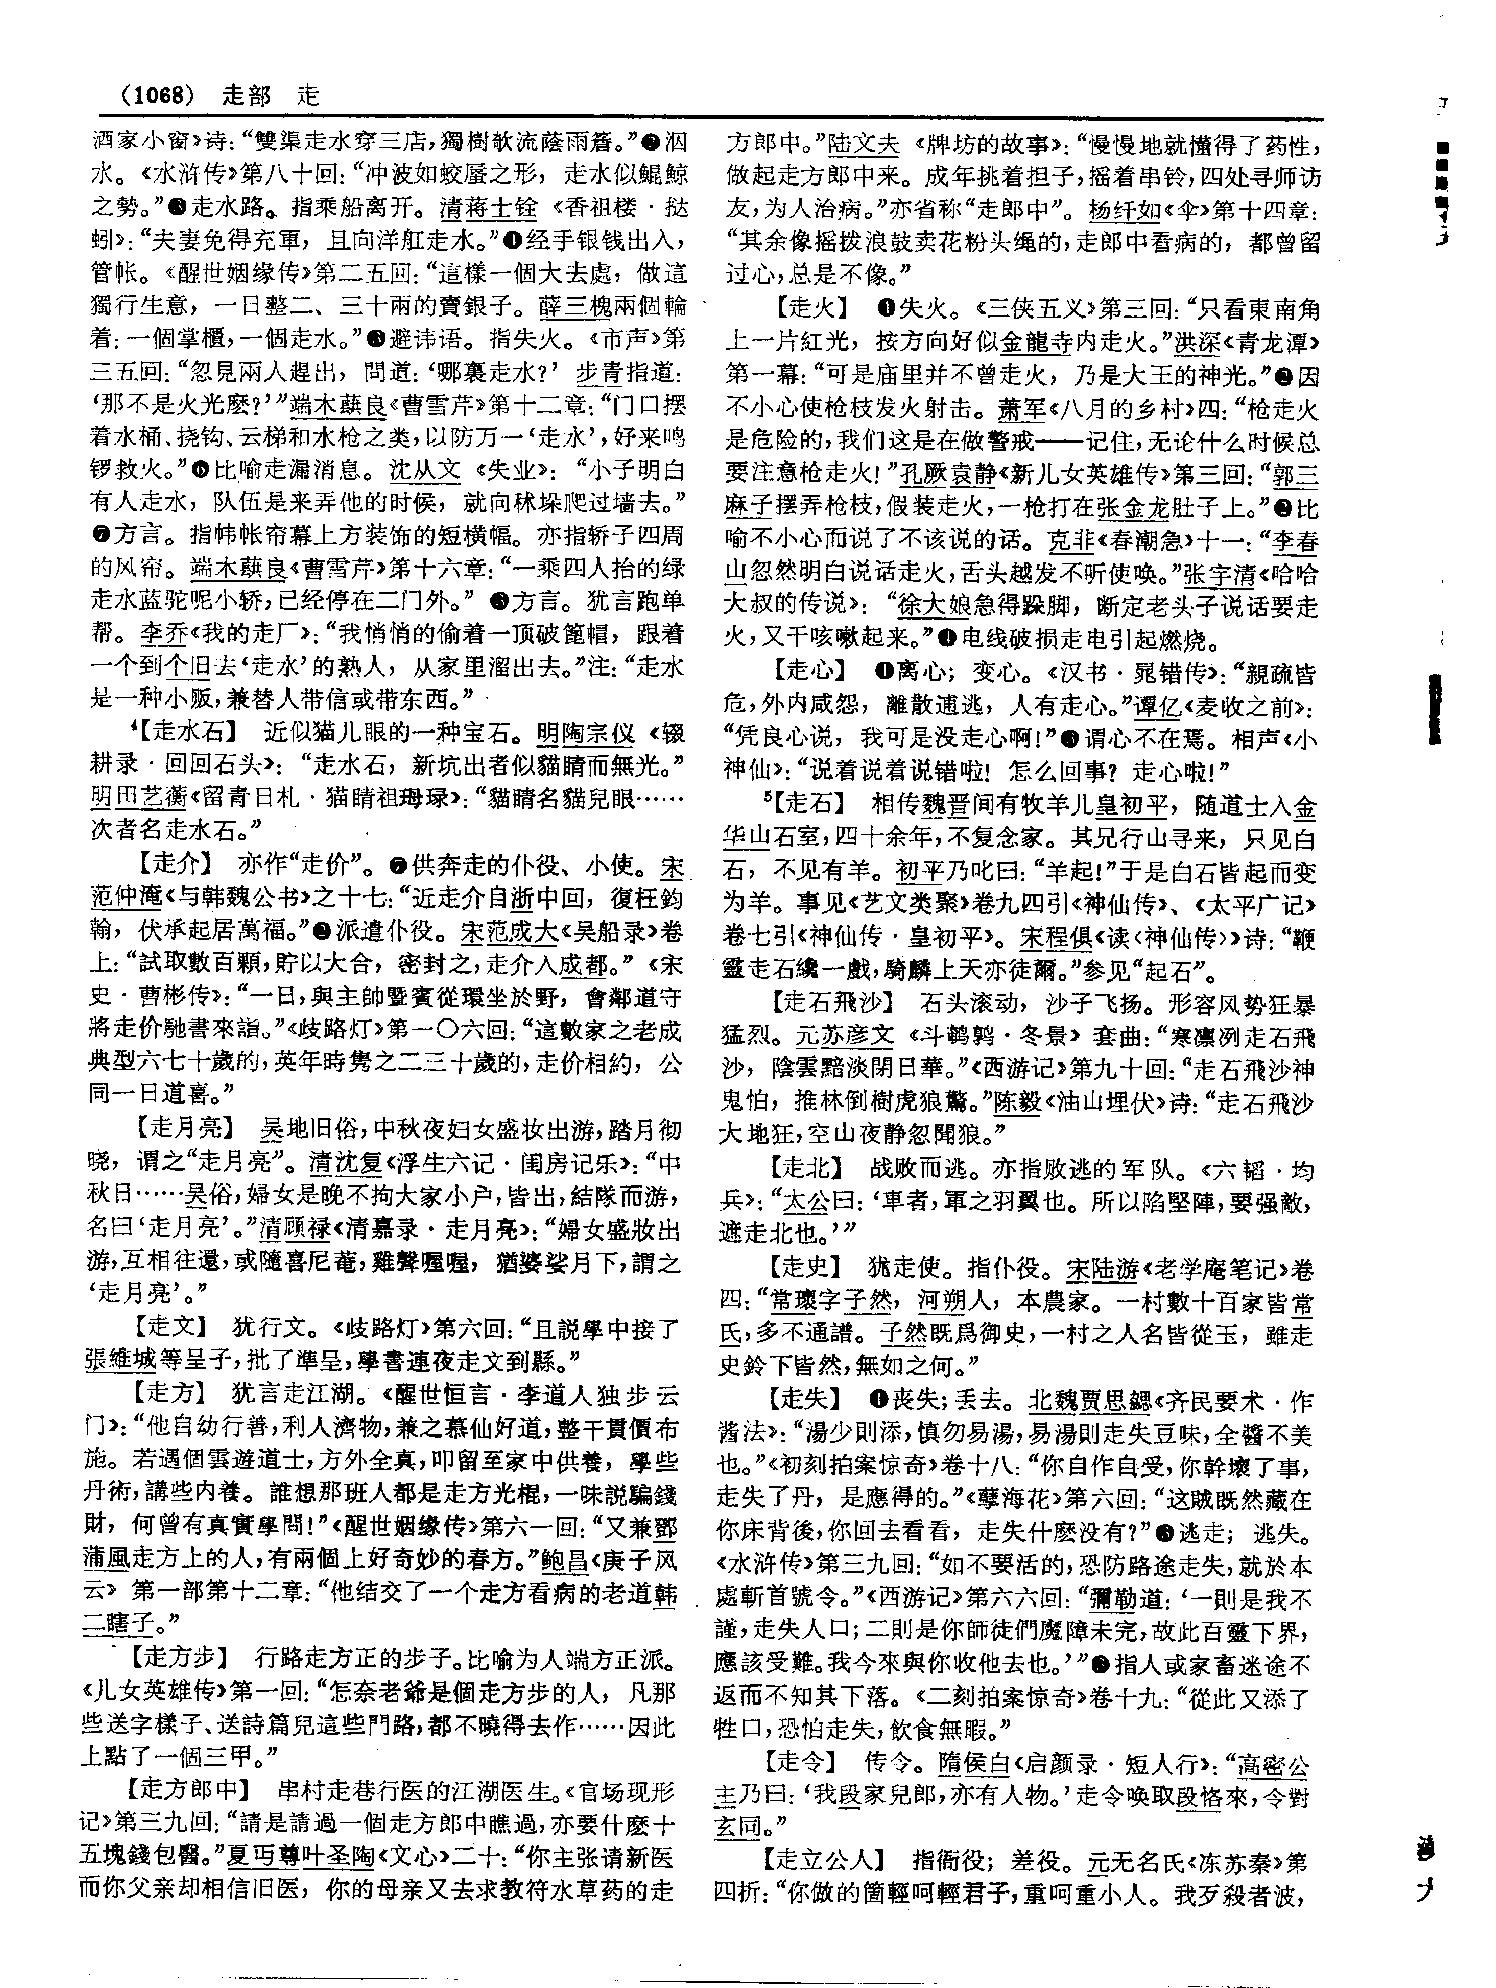 （1068） 走部 走
酒家小窗》诗：“雙渠走水穿三店，獨樹欹流蔭雨簷。”❷泅
水。《水浒传》第八十回：“冲波如蛟蜃之形，走水似鯤鲸
之勢。”❸走水路。指乘船离开。清蒋士铨《香祖楼·挞
蚓》：“夫妻免得充軍，且向洋舡走水。”❹经手银钱出入，
管帐。《醒世姻缘传》第二五回：“這樣一個大去處，做這
獨行生意，一日整二、三十兩的賣銀子。薛三槐兩個輪
着：一個掌櫃，一個走水。”❺避讳语。指失火。《市声》第
三五回：“忽見兩人趕出，問道：‘哪裏走水？’步青指道：
‘那不是火光麽？’”端木蕻良《曹雪芹》第十二章：“门口摆
着水桶、挠钩、云梯和水枪之类，以防万一‘走水’，好来鸣
锣救火。”❻比喻走漏消息。沈从文《失业》：“小子明白
有人走水，队伍是来弄他的时候，就向秫垛爬过墙去。”
❼方言。指帏帐帘幕上方装饰的短横幅。亦指轿子四周
的风帘。端木蕻良《曹雪芹》第十六章：“一乘四人抬的绿
走水蓝驼呢小轿，已经停在二门外。”❽方言。犹言跑单
帮。李乔《我的走厂》：“我悄悄的偷着一顶破篾帽，跟着
一个到个旧去‘走水’的熟人，从家里溜出去。”注：“走水
是一种小贩，兼替人带信或带东西。”
⁴【走水石】 近似猫儿眼的一种宝石。明陶宗仪《辍
耕录·回回石头》：“走水石，新坑出者似貓睛而無光。”
明田艺蘅《留青日札·猫睛祖母琭》：“貓睛名貓兒眼……
次者名走水石。”
【走介】 亦作“走价”。❶供奔走的仆役、小使。宋
范仲淹《与韩魏公书》之十七：“近走介自浙中回，復枉鈞
翰，伏承起居萬福。”❷派遣仆役。宋范成大《吴船录》卷
上：“試取數百顆，貯以大合，密封之，走介入成都。”《宋
史·曹彬传》：“一日，與主帥暨賓從環坐於野，會鄰道守
將走价馳書來詣。”《歧路灯》第一〇六回：“這數家之老成
典型六七十歲的，英年時雋之二三十歲的，走价相約，公
同一日道喜。”
【走月亮】 吴地旧俗，中秋夜妇女盛妆出游，踏月彻
晓，谓之“走月亮”。清沈复《浮生六记·闺房记乐》：“中
秋日……吴俗，婦女是晚不拘大家小户，皆出，結隊而游，
名曰‘走月亮’。”清顾禄《清嘉录·走月亮》：“婦女盛妝出
游，互相往還，或隨喜尼菴，雞聲喔喔，猶婆娑月下，謂之
‘走月亮’。”
【走文】 犹行文。《歧路灯》第六回：“且説學中接了
張維城等呈子，批了準呈，學書連夜走文到縣。”
【走方】 犹言走江湖。《醒世恒言·李道人独步云
门》：“他自幼行善，利人濟物，兼之慕仙好道，整千貫價布
施。若遇個雲遊道士，方外全真，叩留至家中供養，學些
丹術，講些内養。誰想那班人都是走方光棍，一味説騙錢
財，何曾有真實學問！”《醒世姻缘传》第六一回：“又兼鄧
蒲風走方上的人，有兩個上好奇妙的春方。”鲍昌《庚子风
云》第一部第十二章：“他结交了一个走方看病的老道韩
二瞎子。”
【走方步】 行路走方正的步子。比喻为人端方正派。
《儿女英雄传》第一回：“怎奈老爺是個走方步的人，凡那
些送字樣子、送詩篇兒這些門路，都不曉得去作……因此
上點了一個三甲。”
【走方郎中】 串村走巷行医的江湖医生。《官场现形
记》第三九回：“請是請過一個走方郎中瞧過，亦要什麽十
五塊錢包醫。”夏丏尊叶圣陶《文心》二十：“你主张请新医
而你父亲却相信旧医，你的母亲又去求教符水草药的走
方郎中。”陆文夫《牌坊的故事》：“慢慢地就懂得了药性，
做起走方郎中来。成年挑着担子，摇着串铃，四处寻师访
友，为人治病。”亦省称“走郎中”。杨纤如《伞》第十四章：
“其余像摇拨浪鼓卖花粉头绳的，走郎中看病的，都曾留
过心，总是不像。”
【走火】 ❶失火。《三侠五义》第三回：“只看東南角
上一片紅光，按方向好似金龍寺内走火。”洪深《青龙潭》
第一幕：“可是庙里并不曾走火，乃是大王的神光。”❷因
不小心使枪枝发火射击。萧军《八月的乡村》四：“枪走火
是危险的，我们这是在做警戒——记住，无论什么时候总
要注意枪走火！”孔厥袁静《新儿女英雄传》第三回：“郭三
麻子摆弄枪枝，假装走火，一枪打在张金龙肚子上。”❸比
喻不小心而说了不该说的话。克非《春潮急》十一：“李春
山忽然明白说话走火，舌头越发不听使唤。”张宇清《哈哈
大叔的传说》：“徐大娘急得跺脚，断定老头子说话要走
火，又干咳嗽起来。”❹电线破损走电引起燃烧。
【走心】 ❶离心；变心。《汉书·晁错传》：“親疏皆
危，外内咸怨，離散逋逃，人有走心。”谭亿《麦收之前》：
“凭良心说，我可是没走心啊！”❷谓心不在焉。相声《小
神仙》：“说着说着说错啦！怎么回事？走心啦！”
⁵【走石】 相传魏晋间有牧羊儿皇初平，随道士入金
华山石室，四十余年，不复念家。其兄行山寻来，只见白
石，不见有羊。初平乃叱曰：“羊起！”于是白石皆起而变
为羊。事见《艺文类聚》卷九四引《神仙传》、《太平广记》
卷七引《神仙传·皇初平》。宋程俱《读〈神仙传〉》诗：“鞭
靈走石纔一戲，騎麟上天亦徒爾。”参见“起石”。
【走石飛沙】 石头滚动，沙子飞扬。形容风势狂暴
猛烈。元苏彦文《斗鹌鹑·冬景》套曲：“寒凛冽走石飛
沙，陰雲黯淡閉日華。”《西游记》第九十回：“走石飛沙神
鬼怕，推林倒樹虎狼驚。”陈毅《油山埋伏》诗：“走石飛沙
大地狂，空山夜静忽聞狼。”
【走北】 战败而逃。亦指败逃的军队。《六韬·均
兵》：“太公曰：‘車者，軍之羽翼也。所以陷堅陣，要强敵，
遮走北也。’”
【走史】 犹走使。指仆役。宋陆游《老学庵笔记》卷
四：“常瓌字子然，河朔人，本農家。一村數十百家皆常
氏，多不通譜。子然既爲御史，一村之人名皆從玉，雖走
史鈴下皆然，無如之何。”
【走失】 ❶丧失；丢去。北魏贾思勰《齐民要术·作
酱法》：“湯少則添，慎勿易湯，易湯則走失豆味，全醬不美
也。”《初刻拍案惊奇》卷十八：“你自作自受，你幹壞了事，
走失了丹，是應得的。”《孽海花》第六回：“这贼既然藏在
你床背後，你回去看看，走失什麽没有？”❷逃走；逃失。
《水浒传》第三九回：“如不要活的，恐防路途走失，就於本
處斬首號令。”《西游记》第六六回：“彌勒道：‘一則是我不
謹，走失人口；二則是你師徒們魔障未完，故此百靈下界，
應該受難。我今來與你收他去也。’”❸指人或家畜迷途不
返而不知其下落。《二刻拍案惊奇》卷十九：“從此又添了
牲口，恐怕走失，飲食無暇。”
【走令】 传令。隋侯白《启颜录·短人行》：“高密公
主乃曰：‘我段家兒郎，亦有人物。’走令唤取段恪來，令對
玄同。”
【走立公人】 指衙役；差役。元无名氏《冻苏秦》第
四折：“你做的箇輕呵輕君子，重呵重小人。我歹殺者波，